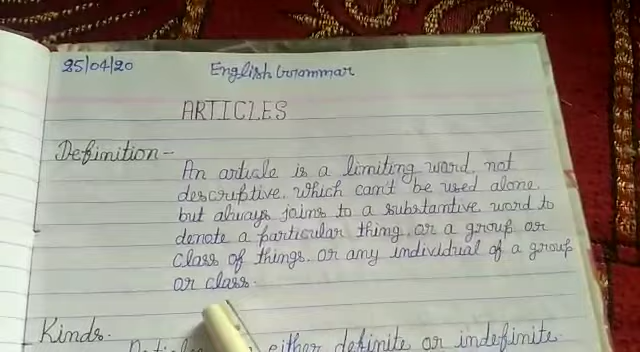 25/04/20
English Grammar
ARTICLES
Definition -
An article is a limiting word, not
descriptive, which can't be used alone,
but always joins to a substantive word to
denote a particular thing, or a group or
class of things, or any individual of a group
or class.
Kinds.
either definite or indefinite.